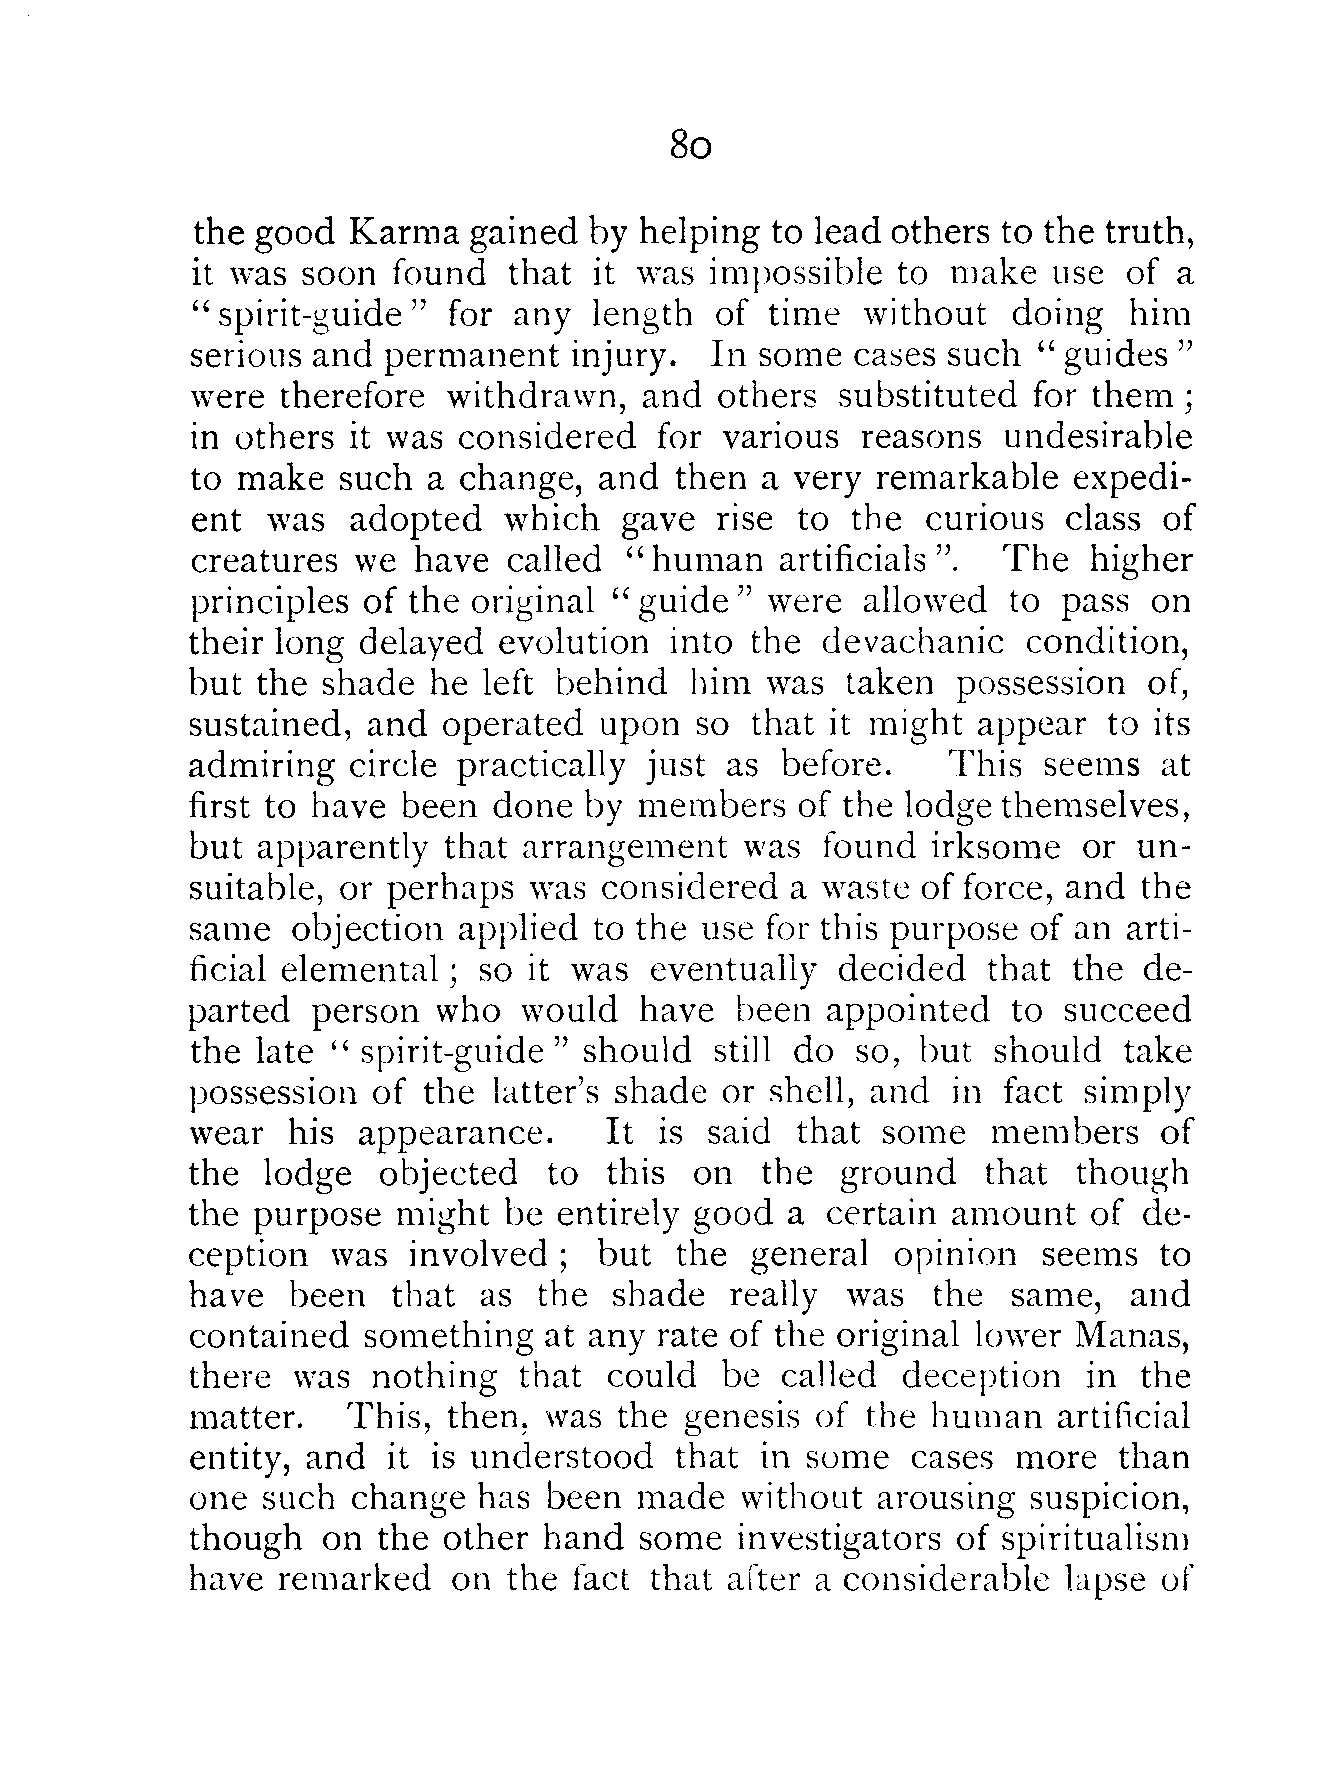 80
the good Karma gained by helping to lead others to the truth,
it was soon found that it was impossible to make use of a
“ spirit-guide ” for any length of time without doing him
serious and permanent injury. In some cases such “ guides ”
were therefore withdrawn, and others substituted for them ;
in others it was considered for various reasons undesirable
to make such a change, and then a very remarkable expedi-
ent was adopted which gave rise to the curious class of
creatures we have called “ human artificials ”. The higher
principles of the original “ guide ” were allowed to pass on
their long delayed evolution into the devachanic condition,
but the shade he left behind him was taken possession of,
sustained, and operated upon so that it might appear to its
admiring circle practically just as before. This seems at
first to have been done by members of the lodge themselves,
but apparently that arrangement was found irksome or un-
suitable, or perhaps was considered a waste of force, and the
same objection applied to the use for this purpose of an arti-
ficial elemental ; so it was eventually decided that the de-
parted person who would have been appointed to succeed
the late “ spirit-guide ” should still do so, but should take
possession of the latter’s shade or shell, and in fact simply
wear his appearance. It is said that some members of
the lodge objected to this on the ground that though
the purpose might be entirely good a certain amount of de-
ception was involved ; but the general opinion seems to
have been that as the shade really was the same, and
contained something at any rate of the original lower Manas,
there was nothing that could be called deception in the
matter. This, then, was the genesis of the human artificial
entity, and it is understood that in some cases more than
one such change has been made without arousing suspicion,
though on the other hand some investigators of spiritualism
have remarked on the fact that after a considerable lapse of